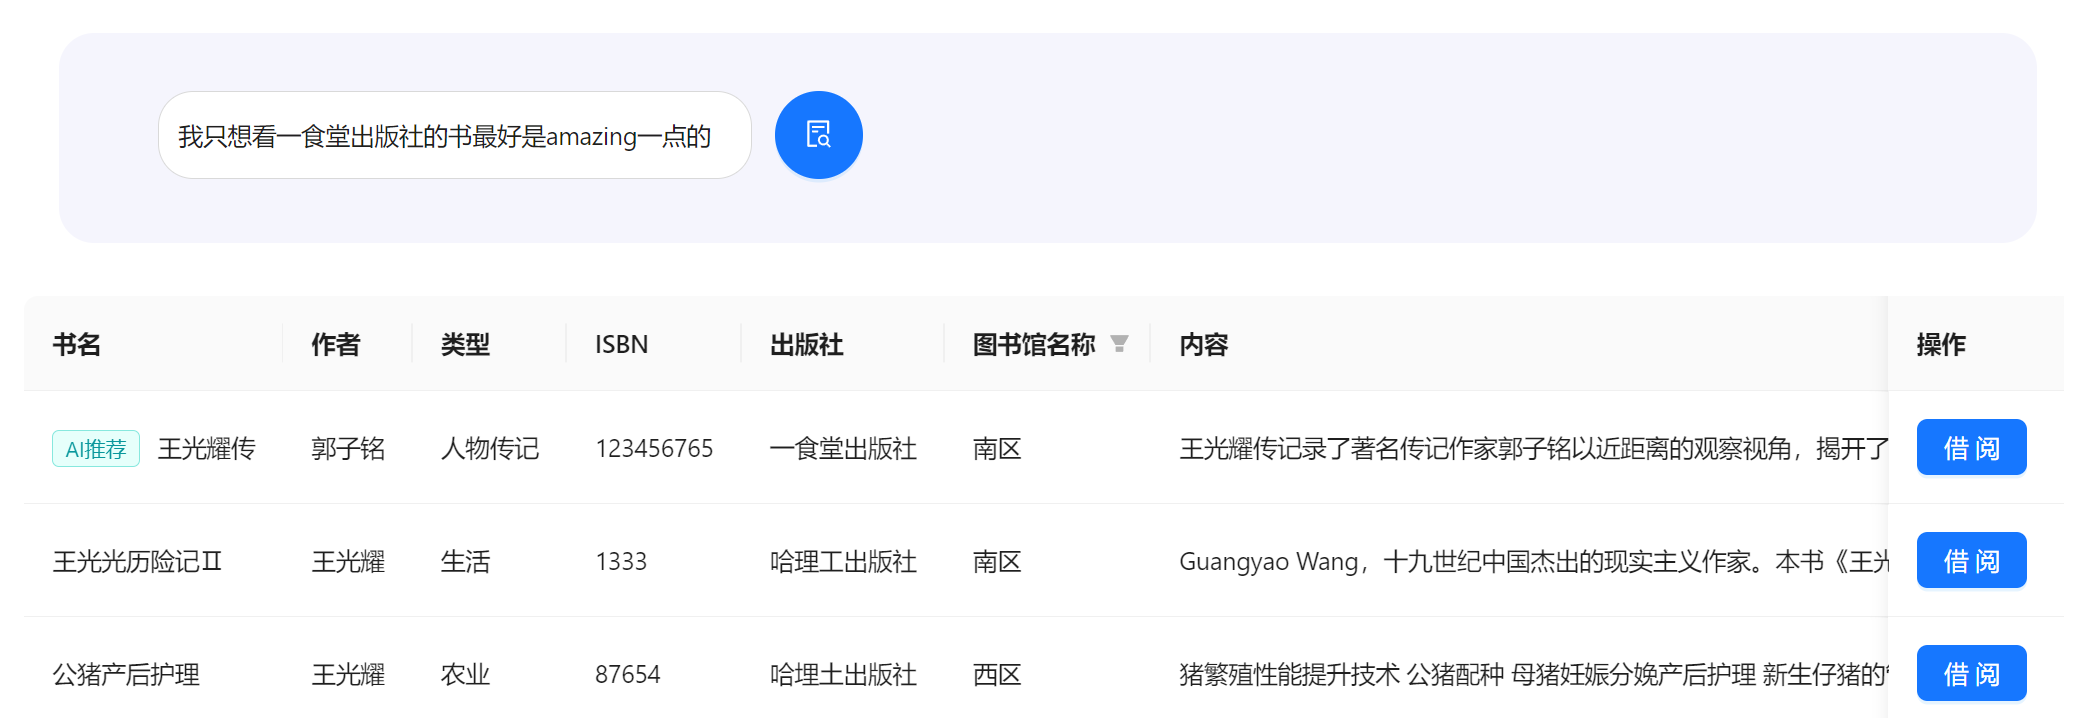 我只想看一食堂出版社的书最好是amazing一点的
书名 作者 类型 ISBN 出版社 图书馆名称 内容 操作
AI推荐 王光耀传 郭子铭 人物传记 123456765 一食堂出版社 南区 王光耀传记录了著名传记作家郭子铭以近距离的观察视角，揭开了 借阅
王光光历险记Ⅱ 王光耀 生活 1333 哈理工出版社 南区 Guangyao Wang，十九世纪中国杰出的现实主义作家。本书《王光 借阅
公猪产后护理 王光耀 农业 87654 哈埋土出版社 西区 猪繁殖性能提升技术 公猪配种 母猪妊娠分娩产后护理 新生仔猪的 借阅